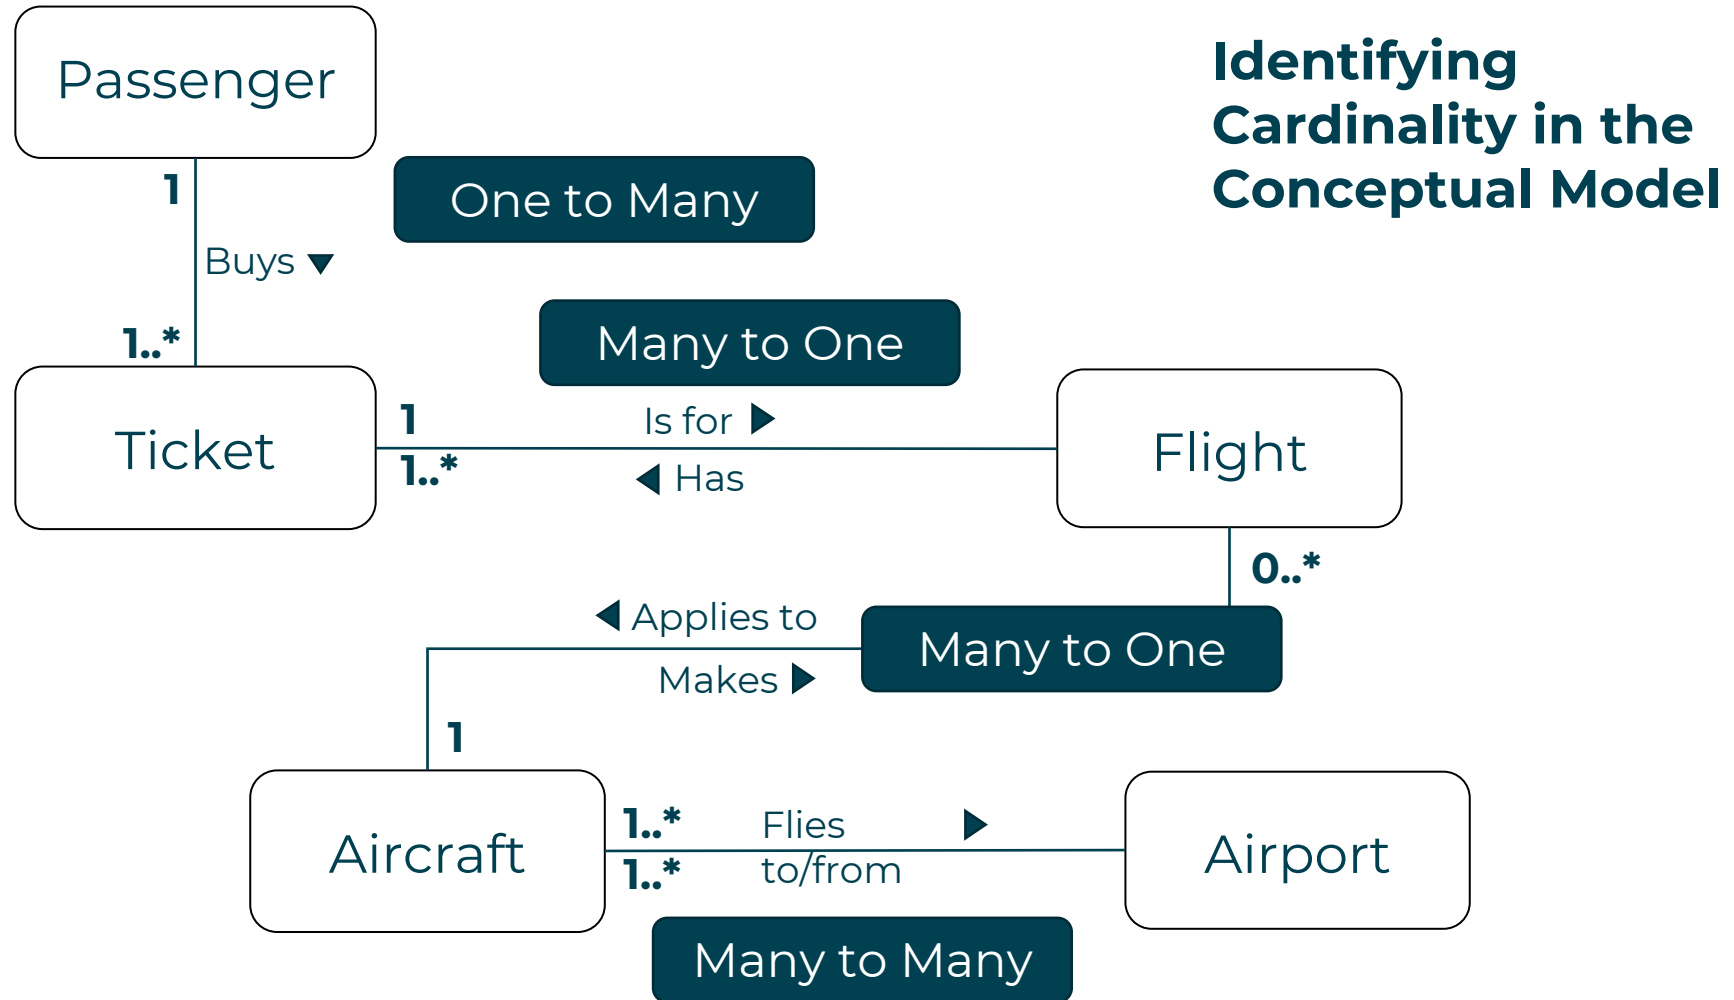 Passenger
Identifying
Cardinality in the
Conceptual Model
1
One to Many
Buys
1..*
Many to One
Ticket
1
Is for
1..*
Has
Flight
0..*
Applies to
Makes
Many to One
1
Aircraft
1..*
Flies
1..*
to/from
Airport
Many to Many